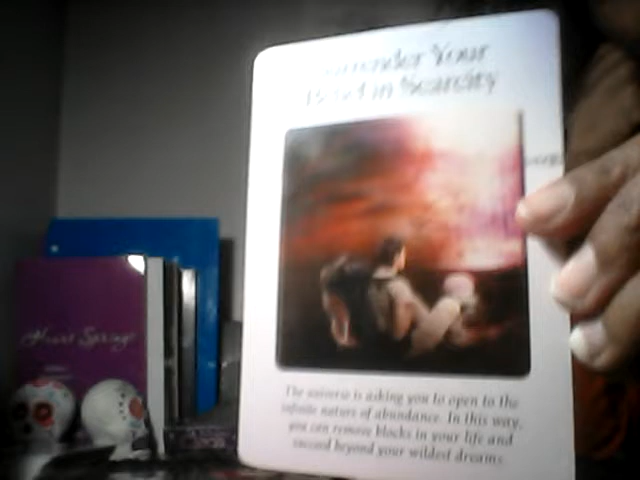 Surrender Your
Belief in Scarcity
The universe is asking you to open to the
infinite nature of abundance. In this way,
you can remove blocks in your life and
succeed beyond your wildest dreams.
Heart Springs